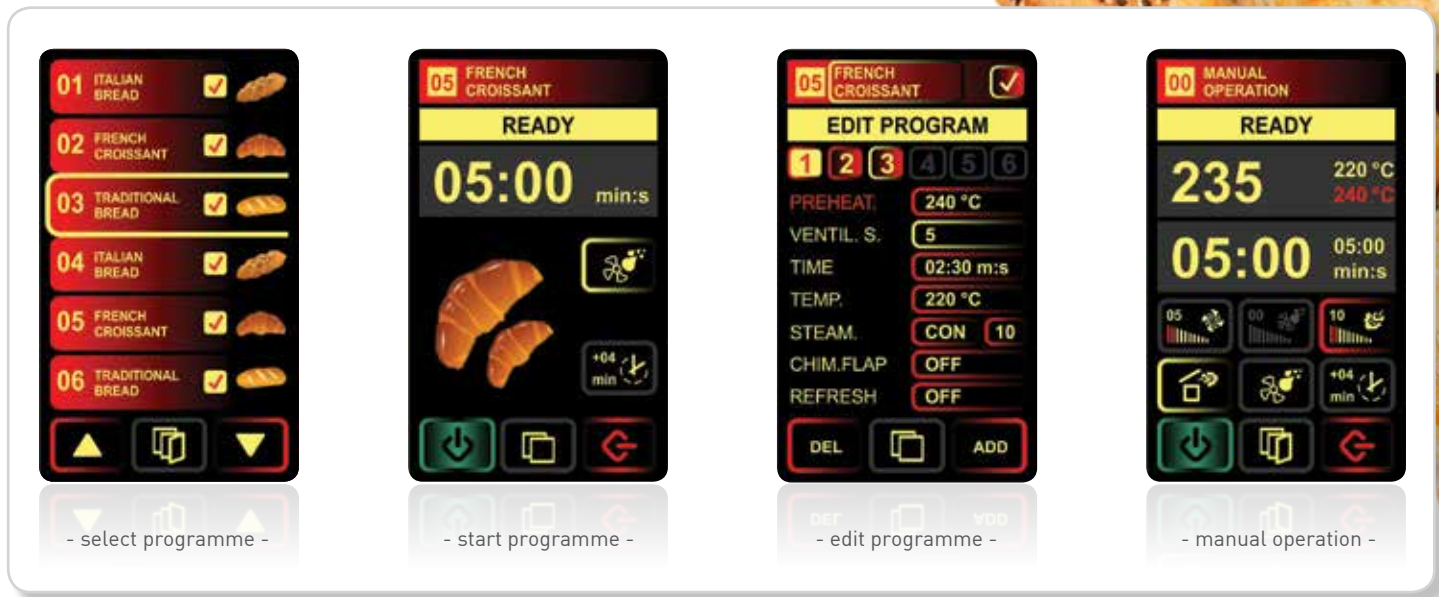 01 ITALIAN
BREAD
02 FRENCH
CROISSANT
03 TRADITIONAL
BREAD
04 ITALIAN
BREAD
05 FRENCH
CROISSANT
06 TRADITIONAL
BREAD
- select programme -
05 FRENCH
CROISSANT
READY
05:00 min:s
+04
min
- start programme -
05 FRENCH
CROISSANT
EDIT PROGRAM
1 2 3 4 5 6
PREHEAT. 240 °C
VENTIL. S. 5
TIME 02:30 m:s
TEMP. 220 °C
STEAM. CON 10
CHIM.FLAP OFF
REFRESH OFF
DEL ADD
- edit programme -
00 MANUAL
OPERATION
READY
235 220 °C
240 °C
05:00 05:00
min:s
05 00 10
+04
min
- manual operation -